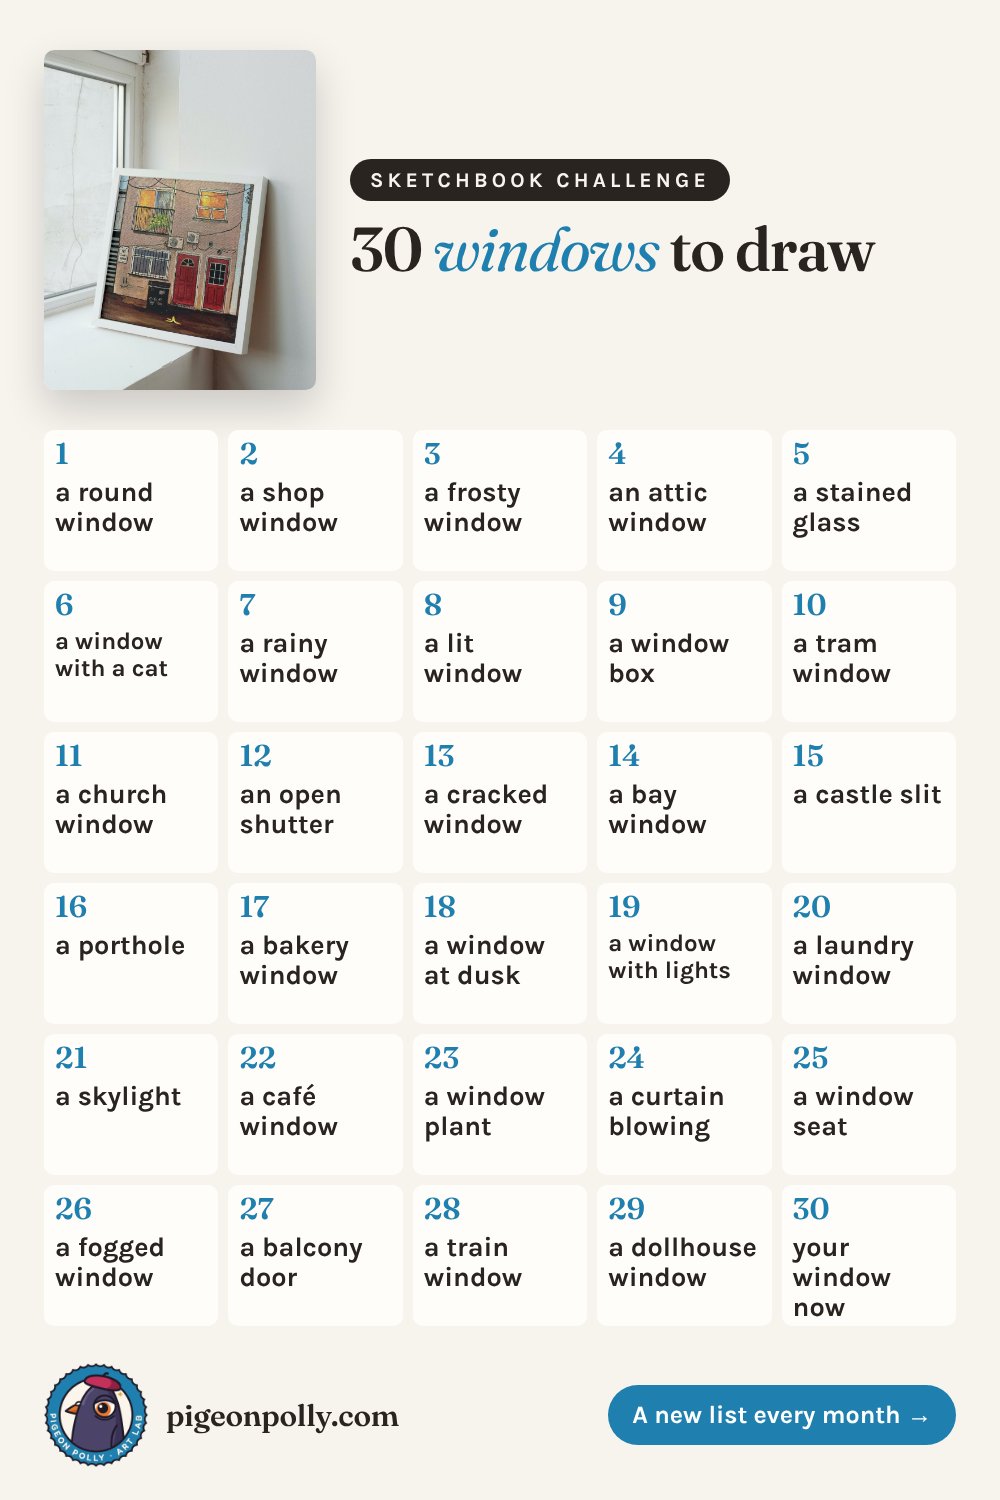 SKETCHBOOK CHALLENGE
30 windows to draw
1
a round
window
2
a shop
window
3
a frosty
window
4
an attic
window
5
a stained
glass
6
a window
with a cat
7
a rainy
window
8
a lit
window
9
a window
box
10
a tram
window
11
a church
window
12
an open
shutter
13
a cracked
window
14
a bay
window
15
a castle slit
16
a porthole
17
a bakery
window
18
a window
at dusk
19
a window
with lights
20
a laundry
window
21
a skylight
22
a café
window
23
a window
plant
24
a curtain
blowing
25
a window
seat
26
a fogged
window
27
a balcony
door
28
a train
window
29
a dollhouse
window
30
your
window
now
PIGEON POLLY · ART LAB
pigeonpolly.com
A new list every month →